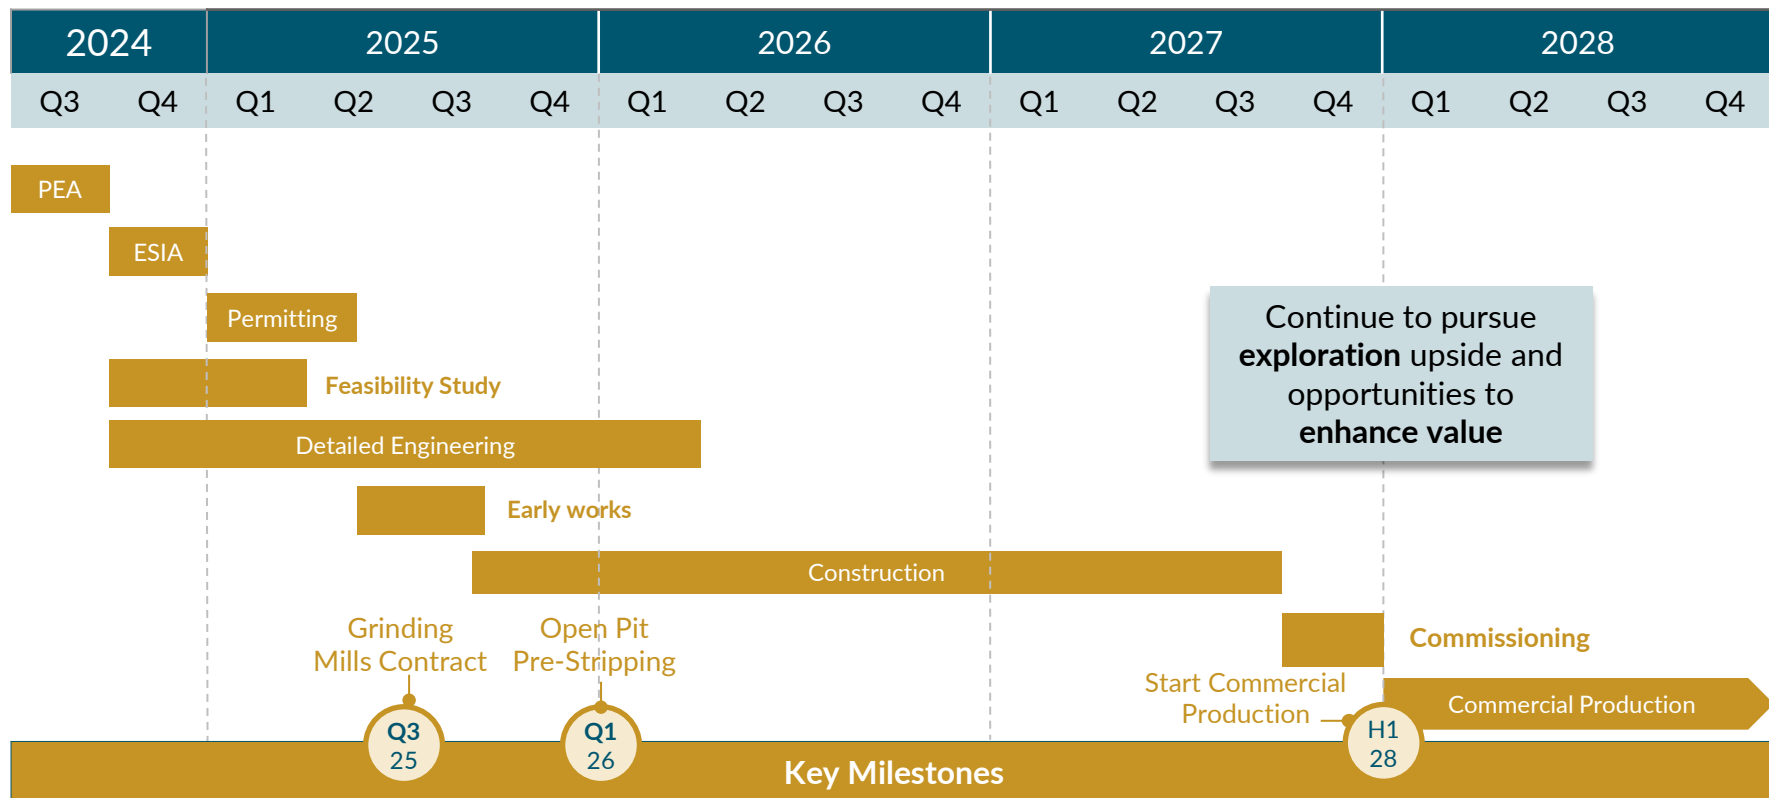 2024 2025 2026 2027 2028
Q3 Q4 Q1 Q2 Q3 Q4 Q1 Q2 Q3 Q4 Q1 Q2 Q3 Q4 Q1 Q2 Q3 Q4
PEA
ESIA
Permitting
Continue to pursue
exploration upside and
opportunities to
enhance value
Feasibility Study
Detailed Engineering
Early works
Construction
Grinding
Mills Contract
Open Pit
Pre-Stripping
Commissioning
Start Commercial
Production
Commercial Production
Q3
25
Q1
26
H1
28
Key Milestones